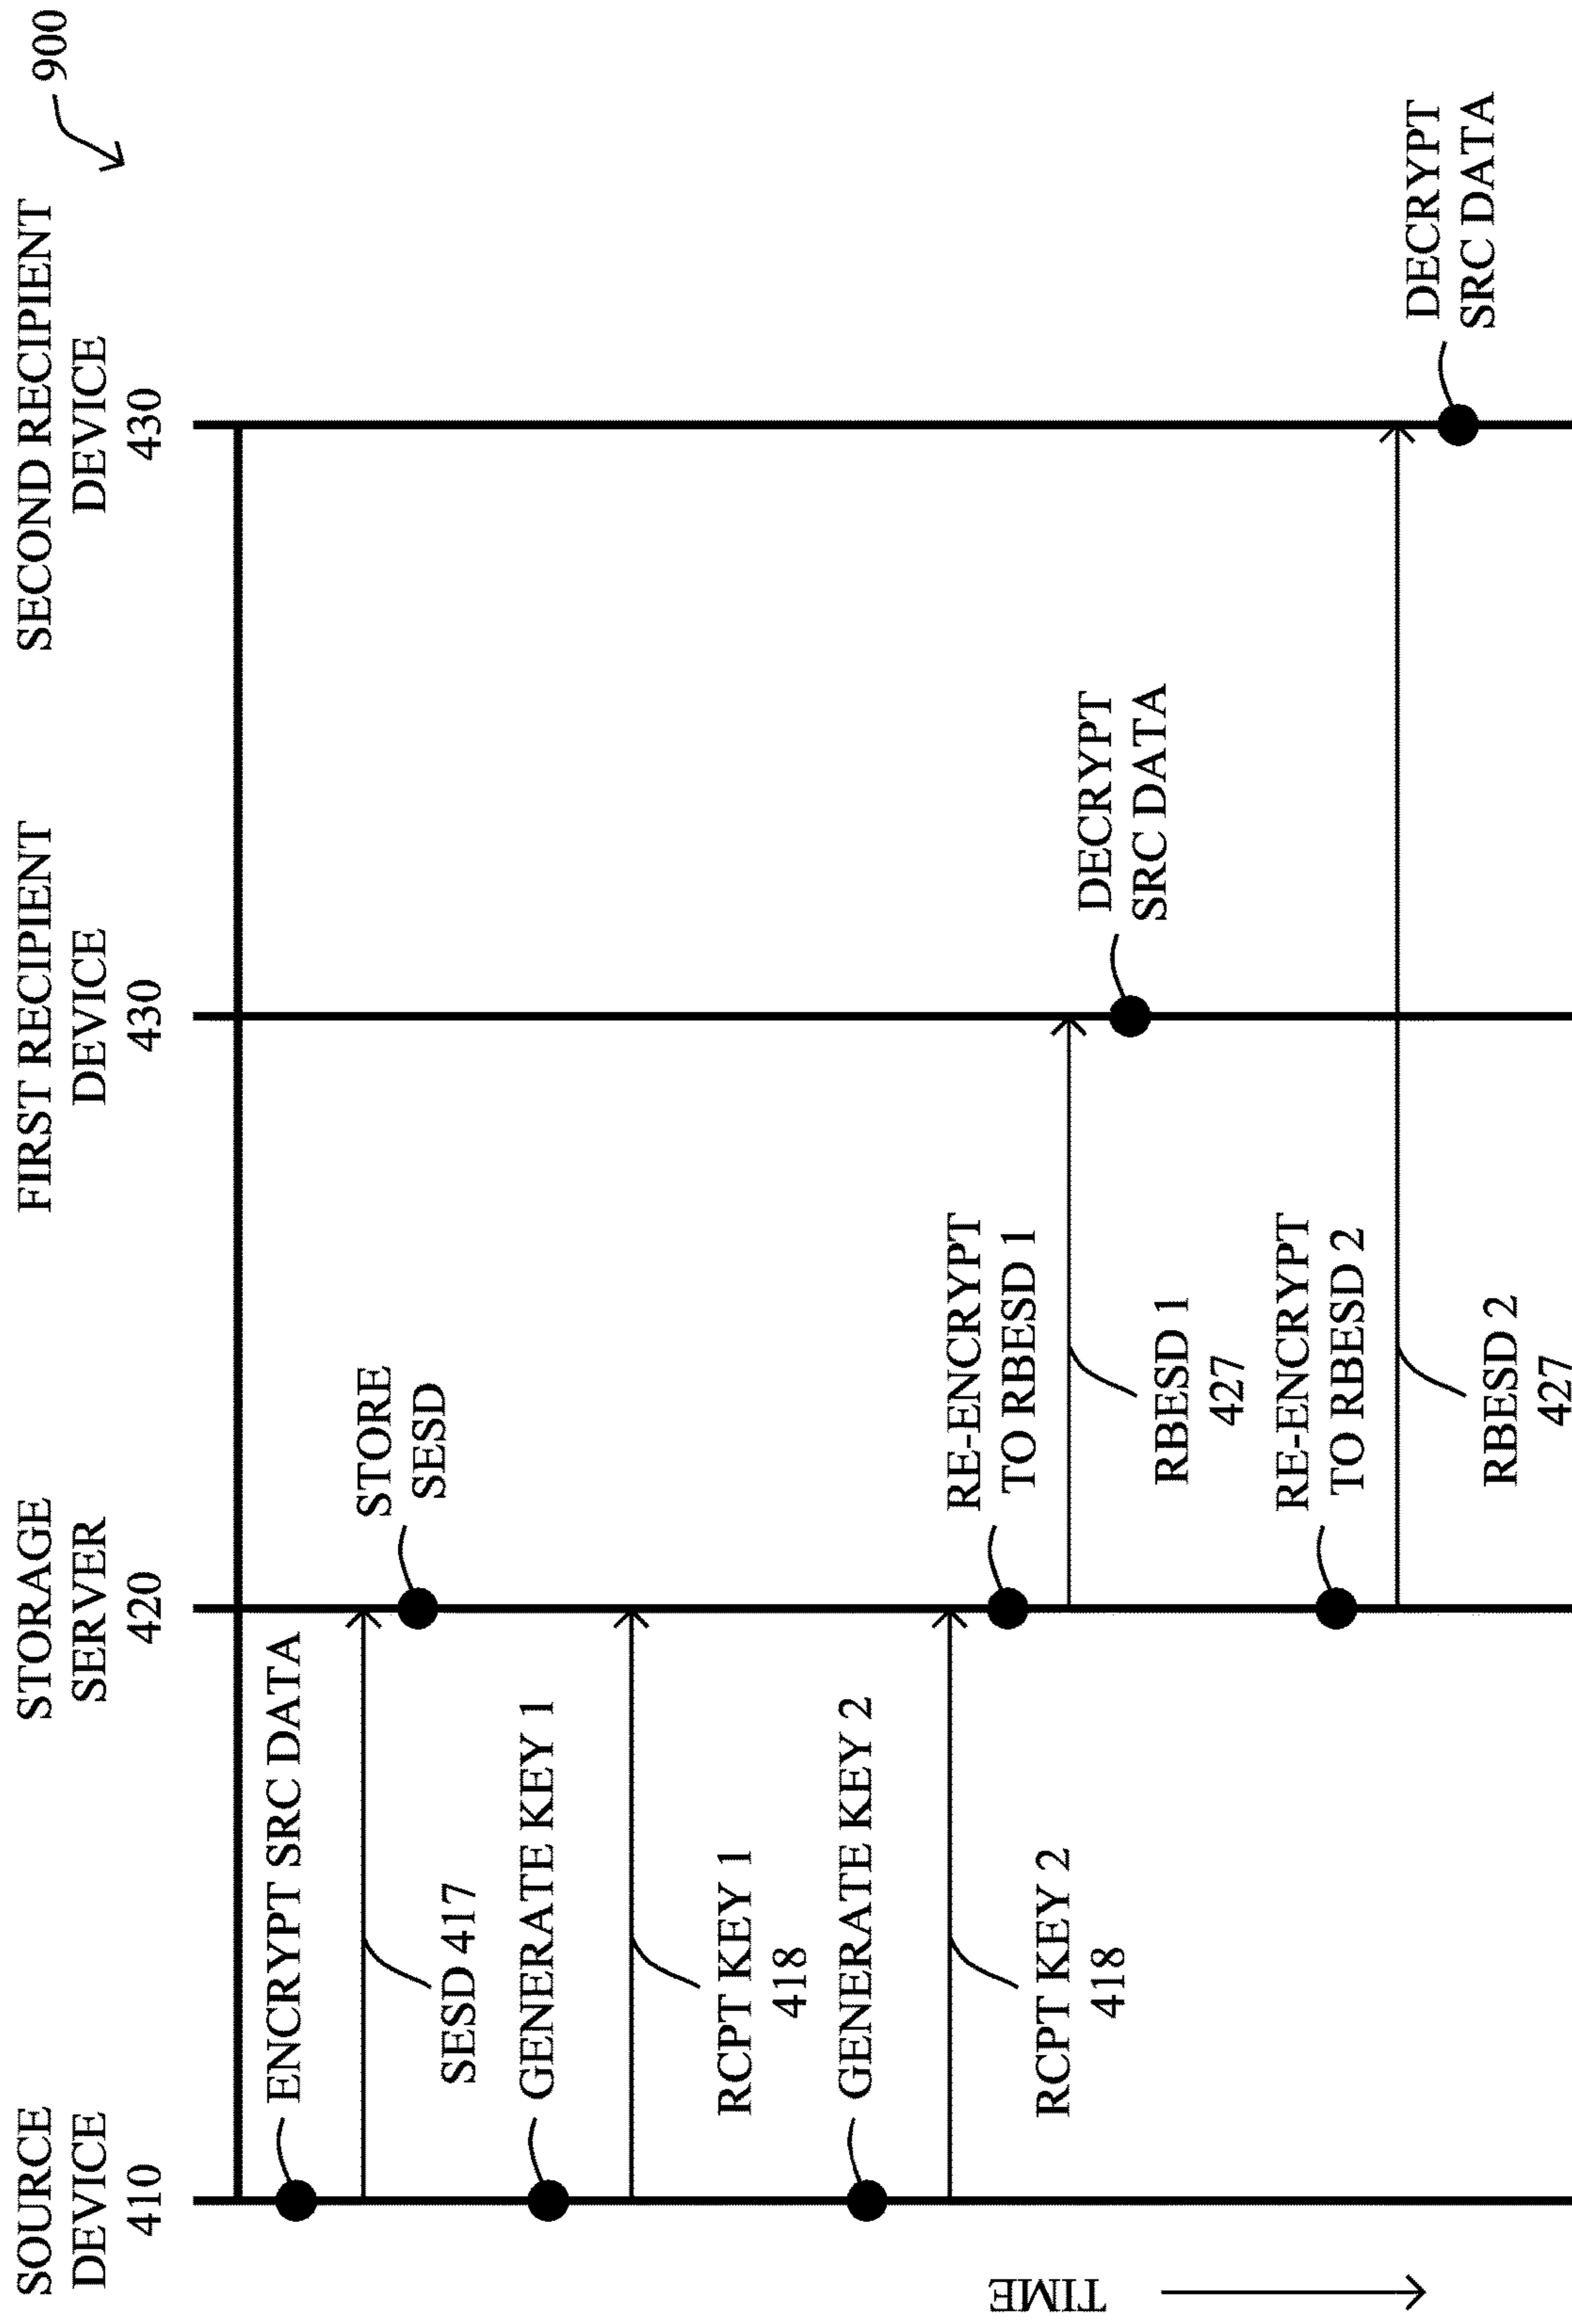 900
SOURCE
DEVICE
410
STORAGE
SERVER
420
FIRST RECIPIENT
DEVICE
430
SECOND RECIPIENT
DEVICE
430
ENCRYPT SRC DATA
SESD 417
STORE
SESD
GENERATE KEY 1
RCPT KEY 1
418
GENERATE KEY 2
RCPT KEY 2
418
RE-ENCRYPT
TO RBESD 1
RBESD 1
427
DECRYPT
SRC DATA
RE-ENCRYPT
TO RBESD 2
RBESD 2
427
DECRYPT
SRC DATA
TIME